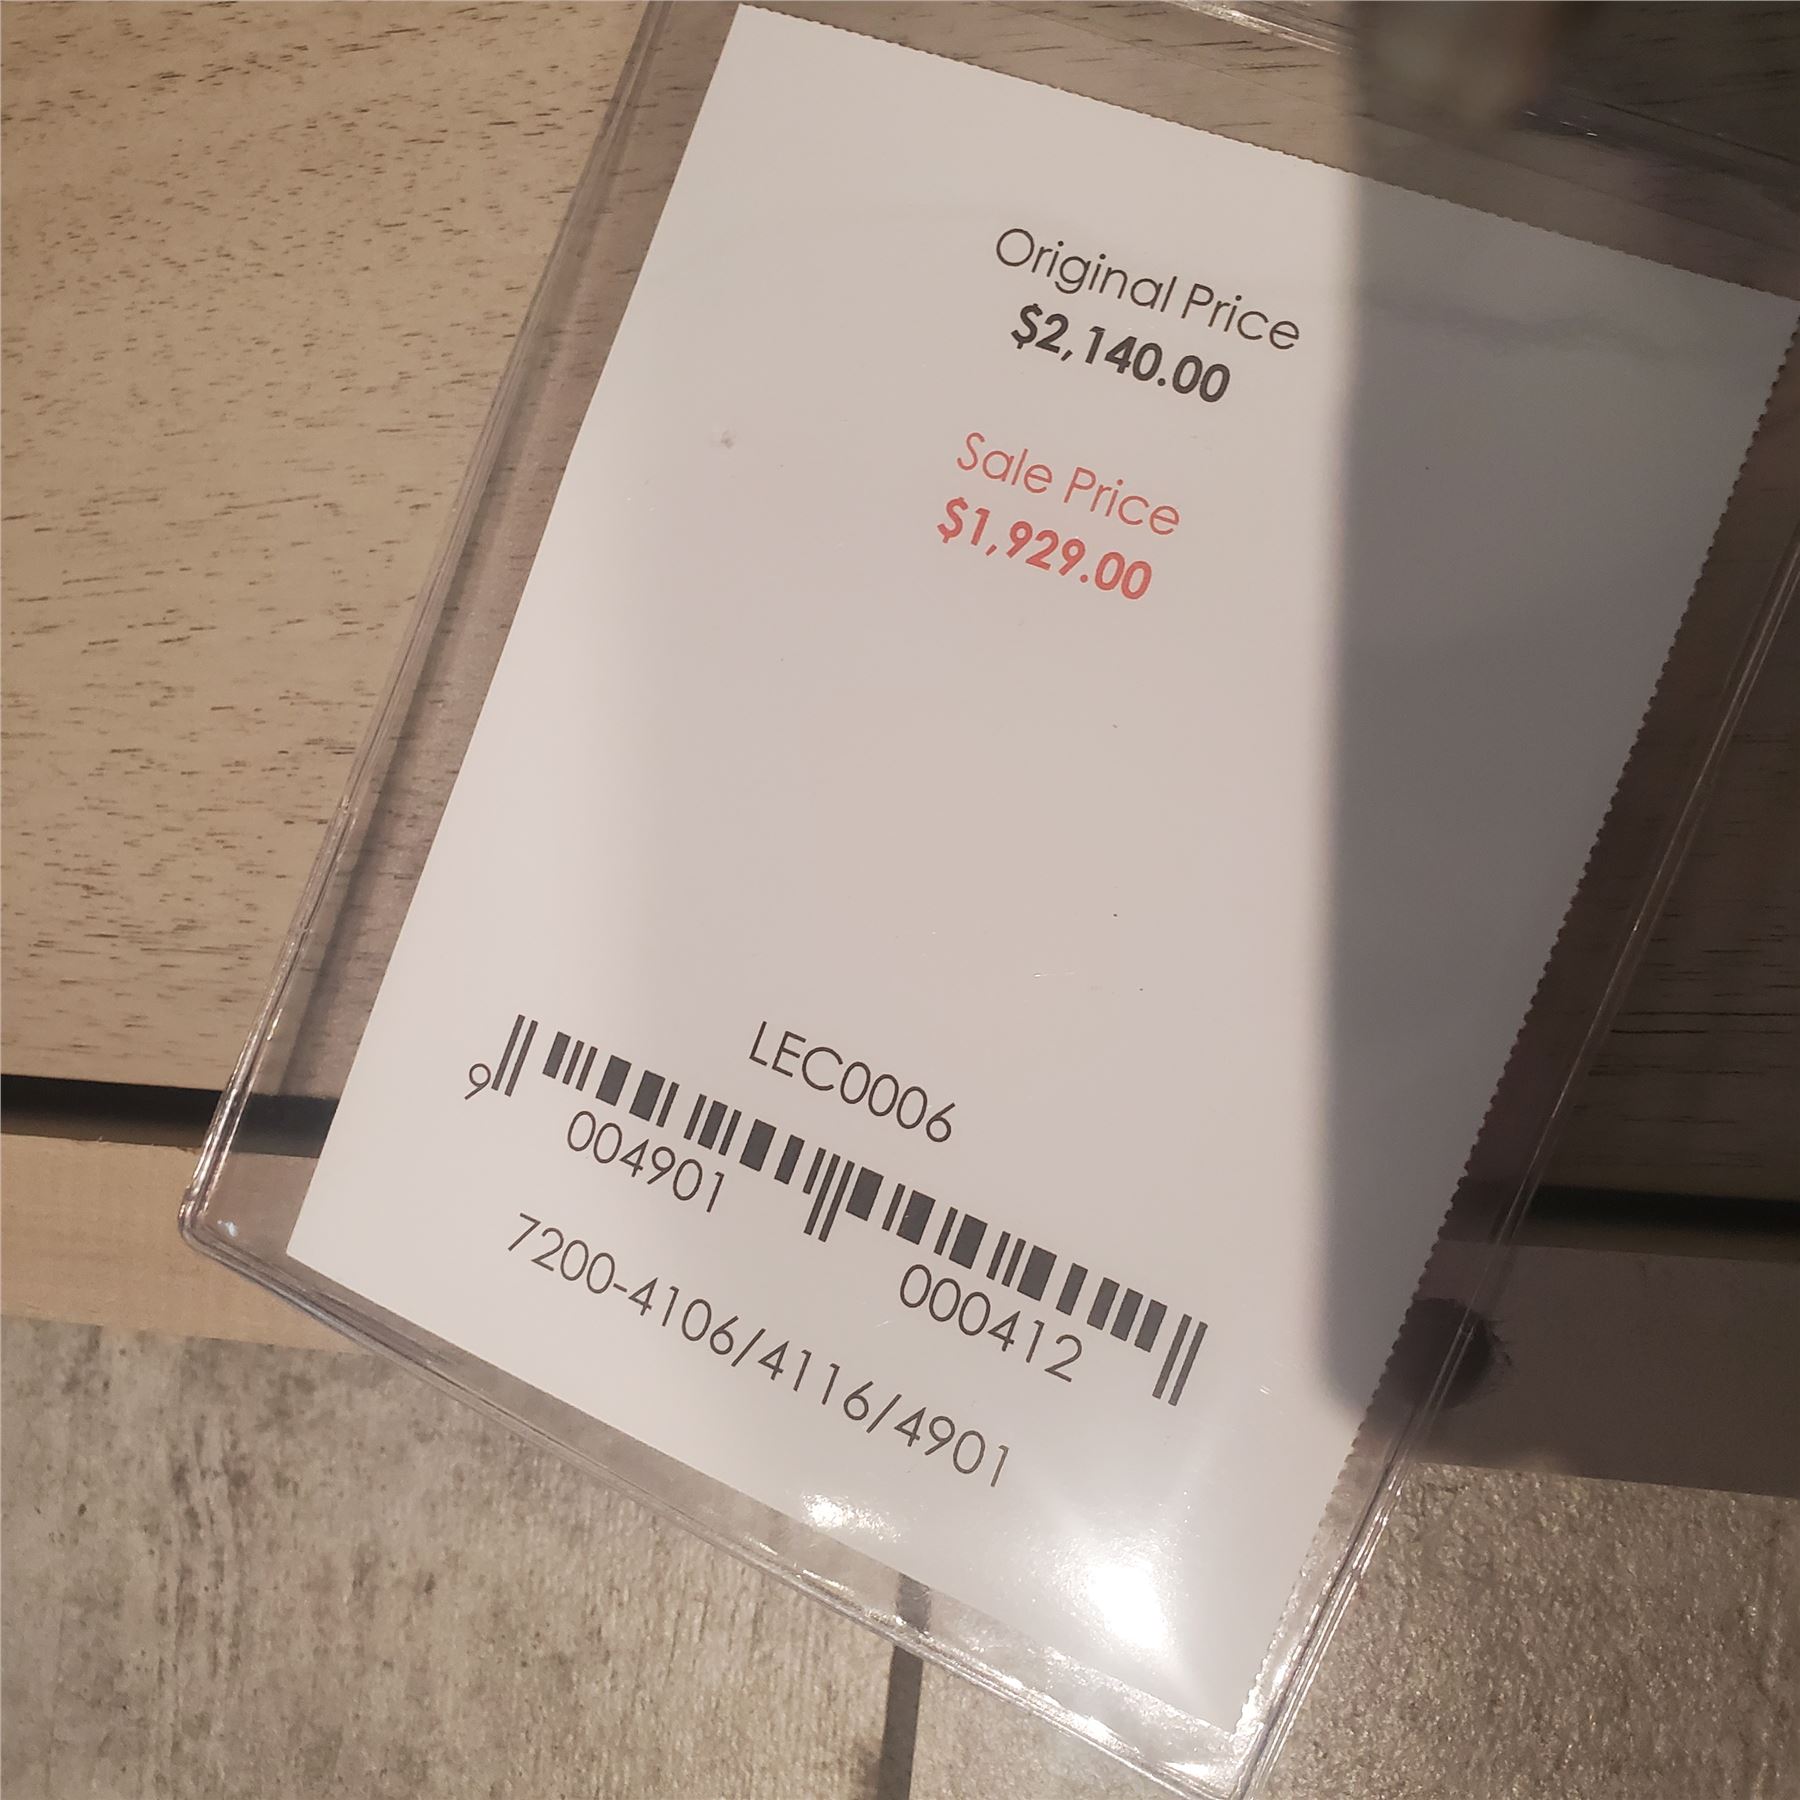 Original Price
$2,140.00
Sale Price
$1,929.00
LEC0006
9 004901 000412
7200-4106/4116/4901